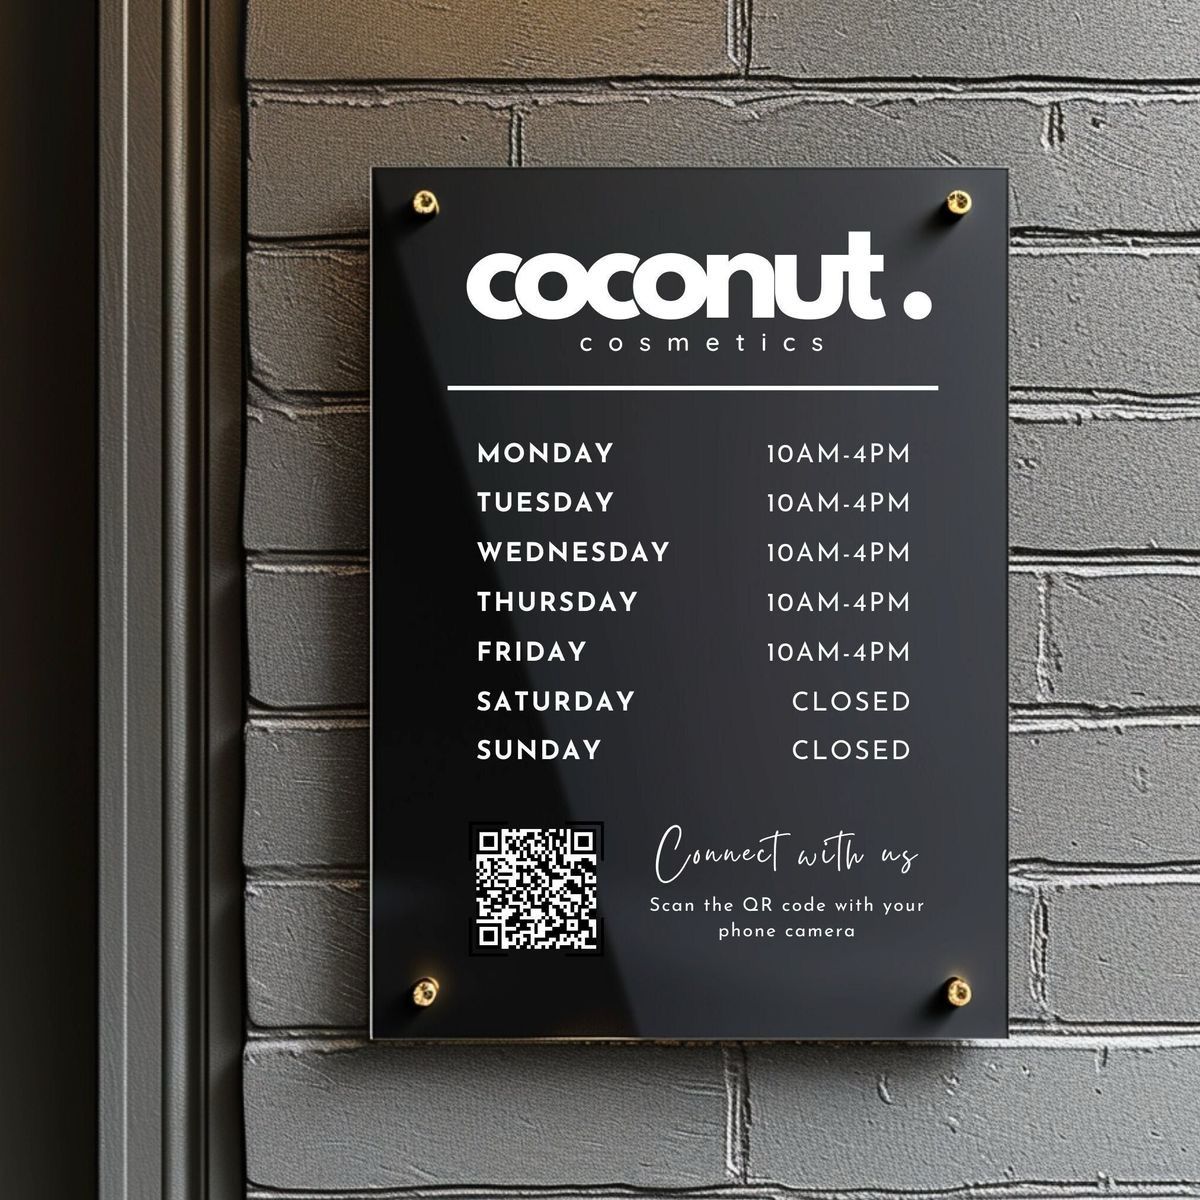 coconut.
cosmetics
MONDAY 10AM-4PM
TUESDAY 10AM-4PM
WEDNESDAY 10AM-4PM
THURSDAY 10AM-4PM
FRIDAY 10AM-4PM
SATURDAY CLOSED
SUNDAY CLOSED
Connect with us
Scan the QR code with your
phone camera